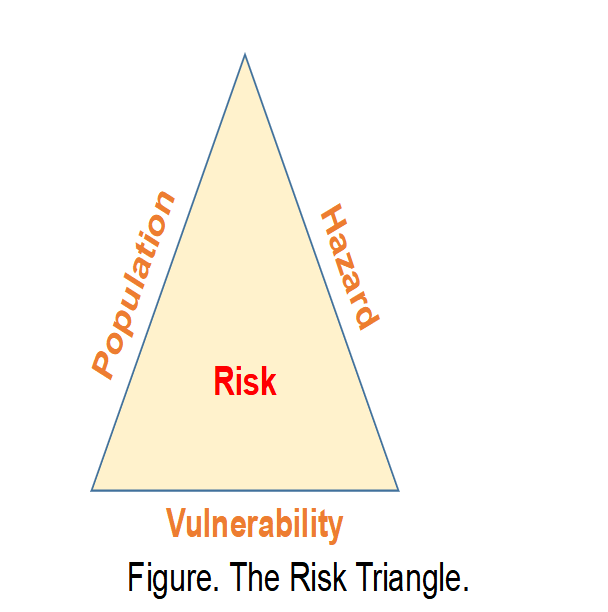 Population
Hazard
Risk
Vulnerability
Figure. The Risk Triangle.